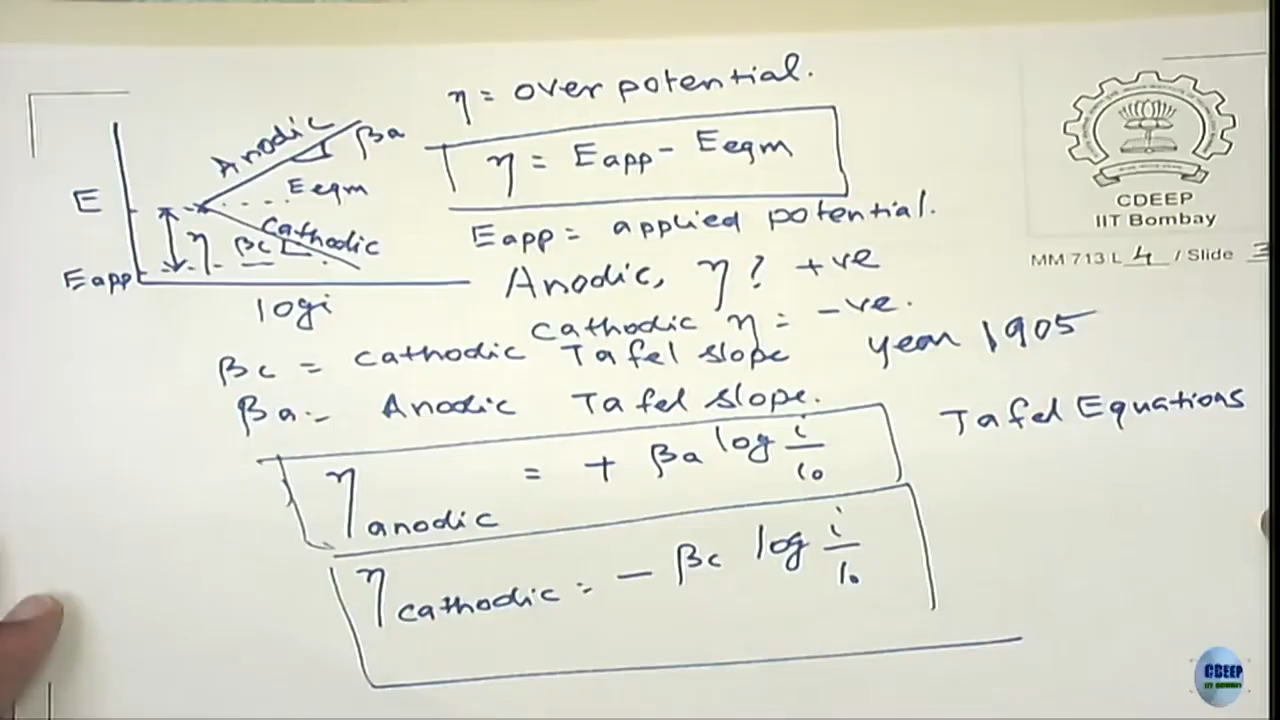 η = over potential.
η = Eapp - Eeqm
Eapp = applied potential.
Anodic, η? +ve
cathodic η = -ve.
Anodic
βa
E
Eeqm
Cathodic
η
βc
Eapp
log i
βc = cathodic Tafel slope
year 1905
βa = Anodic Tafel slope.
Tafel Equations
η anodic = + βa log i/i₀
η cathodic = - βc log i/i₀
CDEEP
IIT Bombay
MM 713 L 4 / Slide 3
CDEEP